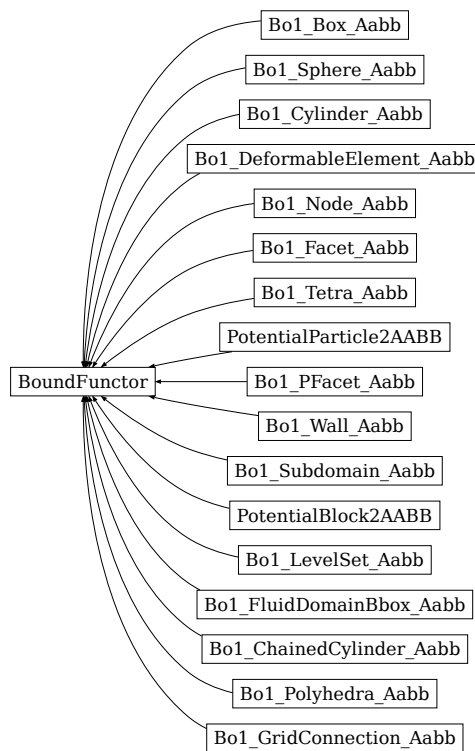 Bo1_Box_Aabb
Bo1_Sphere_Aabb
Bo1_Cylinder_Aabb
Bo1_DeformableElement_Aabb
Bo1_Node_Aabb
Bo1_Facet_Aabb
Bo1_Tetra_Aabb
PotentialParticle2AABB
BoundFunctor
Bo1_PFacet_Aabb
Bo1_Wall_Aabb
Bo1_Subdomain_Aabb
PotentialBlock2AABB
Bo1_LevelSet_Aabb
Bo1_FluidDomainBbox_Aabb
Bo1_ChainedCylinder_Aabb
Bo1_Polyhedra_Aabb
Bo1_GridConnection_Aabb